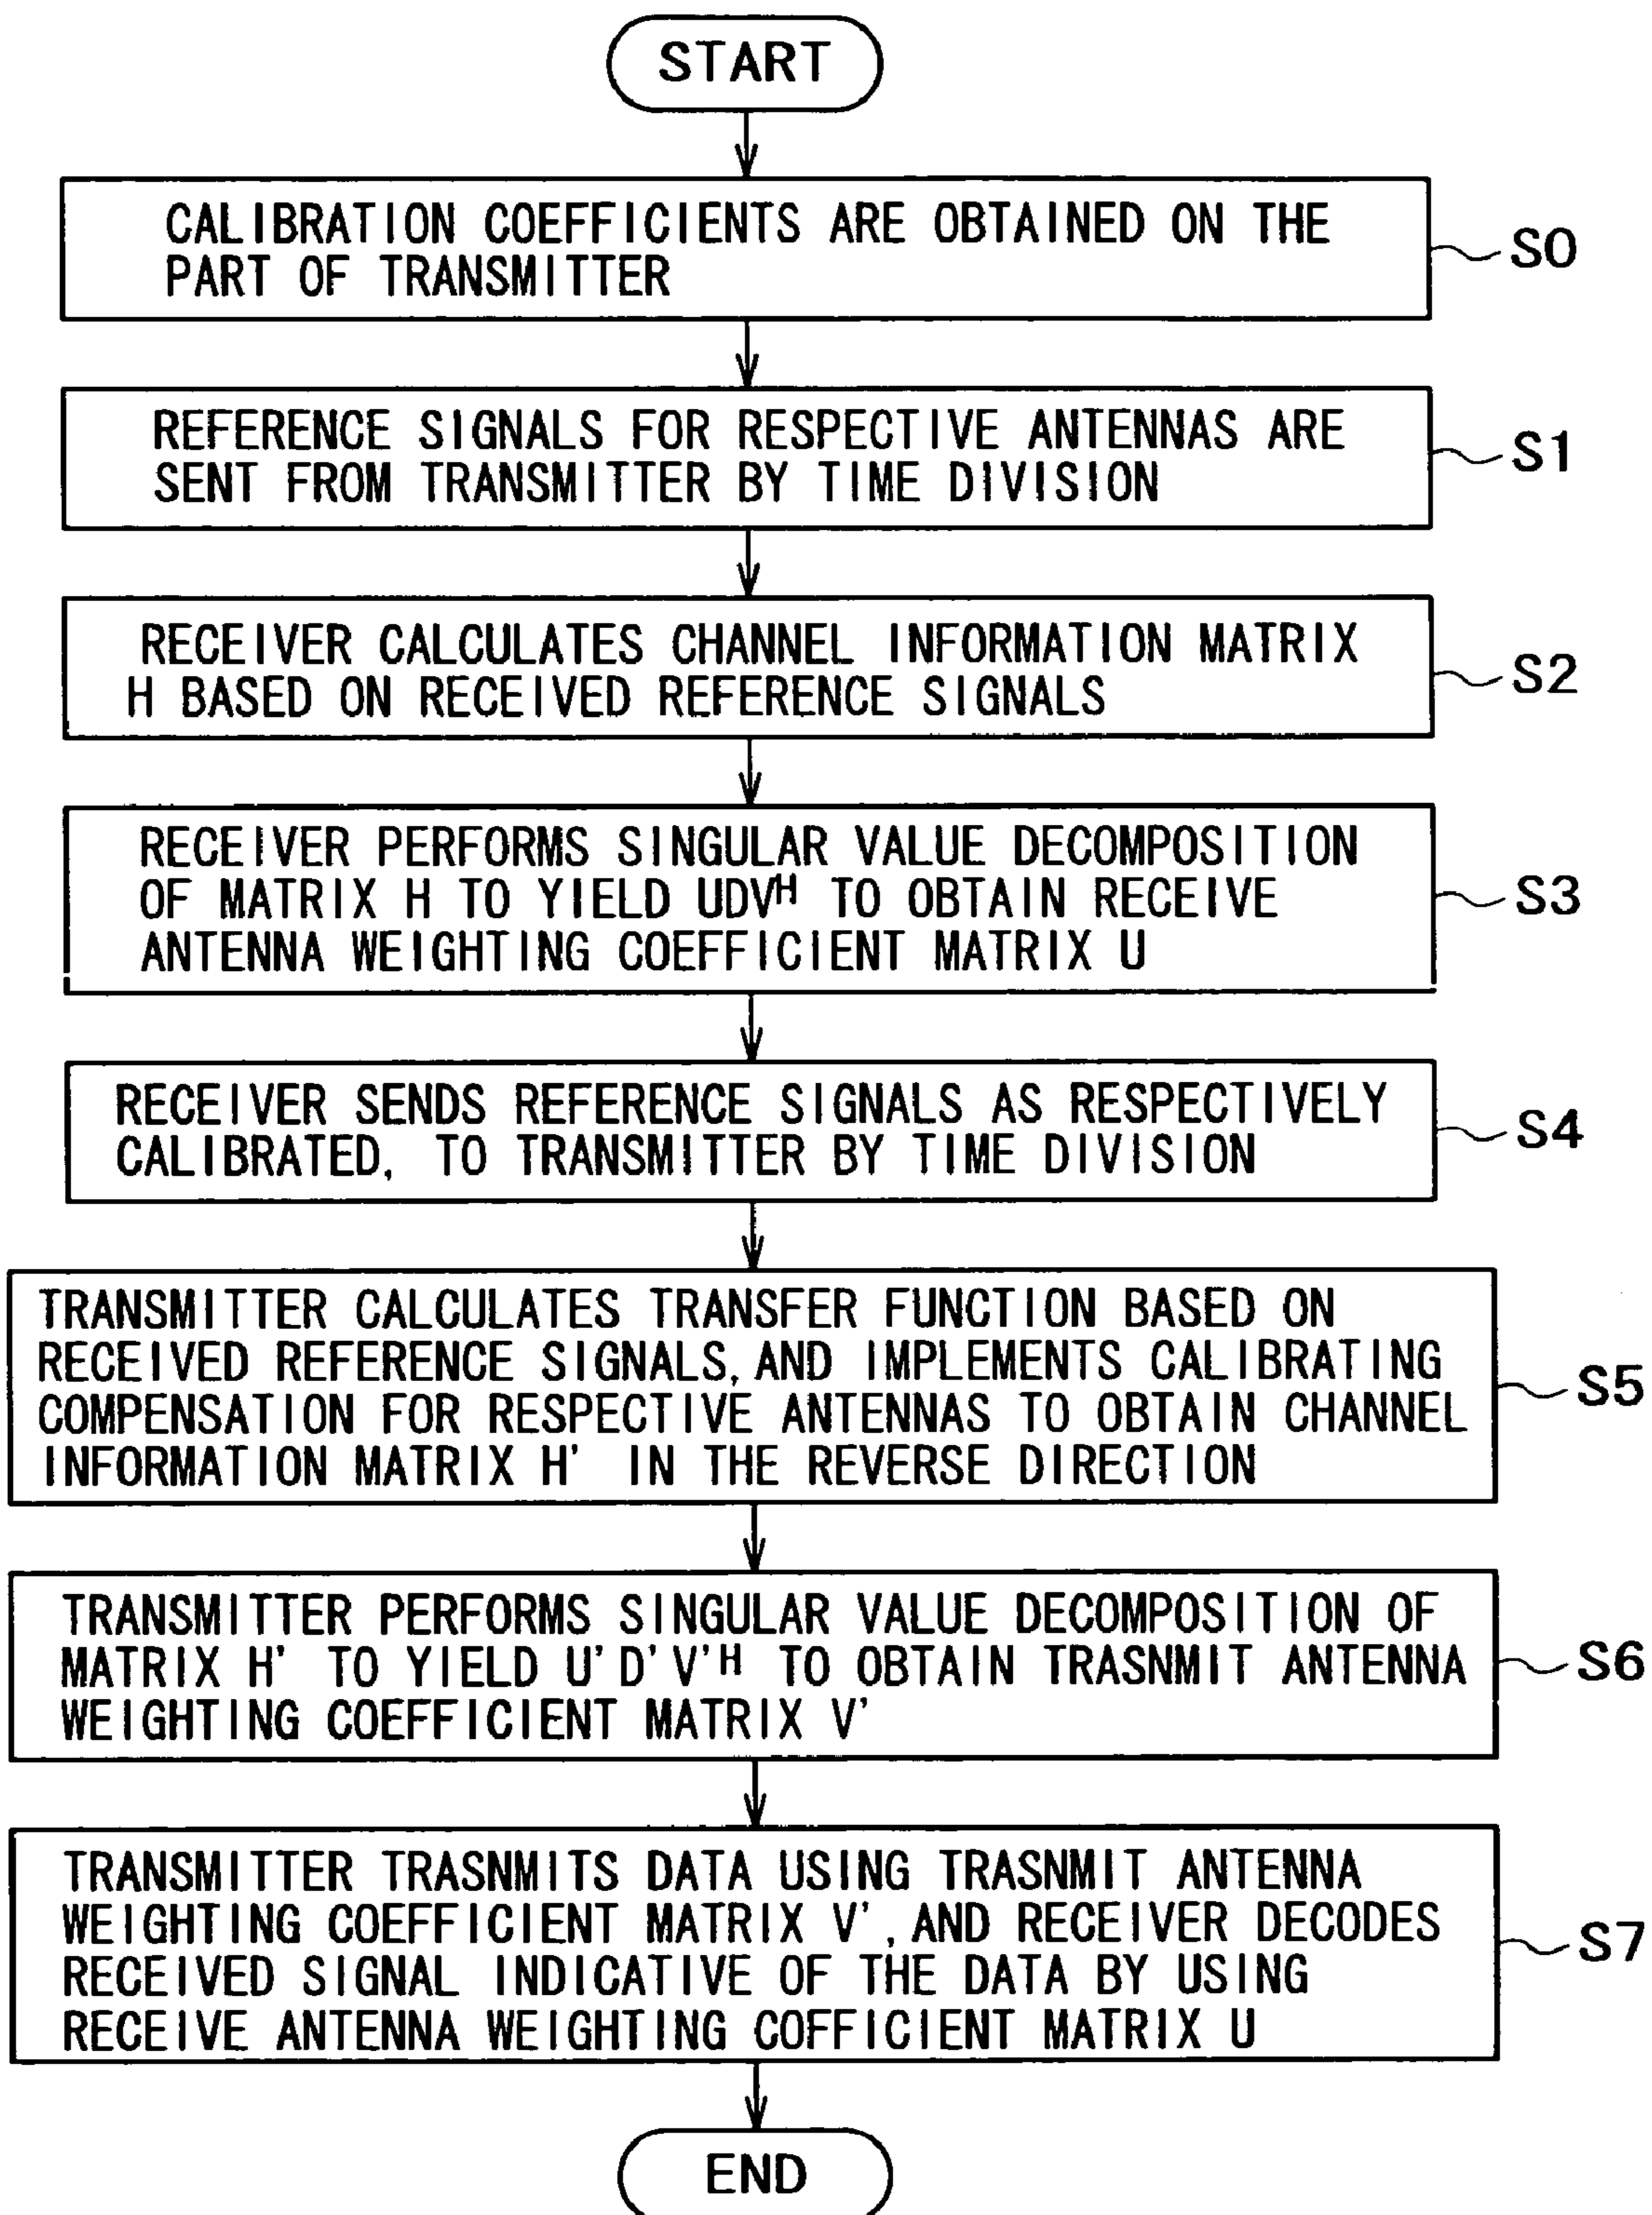 START
CALIBRATION COEFFICIENTS ARE OBTAINED ON THE
PART OF TRANSMITTER
S0
REFERENCE SIGNALS FOR RESPECTIVE ANTENNAS ARE
SENT FROM TRANSMITTER BY TIME DIVISION
S1
RECEIVER CALCULATES CHANNEL INFORMATION MATRIX
H BASED ON RECEIVED REFERENCE SIGNALS
S2
RECEIVER PERFORMS SINGULAR VALUE DECOMPOSITION
OF MATRIX H TO YIELD UDVᴴ TO OBTAIN RECEIVE
ANTENNA WEIGHTING COEFFICIENT MATRIX U
S3
RECEIVER SENDS REFERENCE SIGNALS AS RESPECTIVELY
CALIBRATED, TO TRANSMITTER BY TIME DIVISION
S4
TRANSMITTER CALCULATES TRANSFER FUNCTION BASED ON
RECEIVED REFERENCE SIGNALS, AND IMPLEMENTS CALIBRATING
COMPENSATION FOR RESPECTIVE ANTENNAS TO OBTAIN CHANNEL
INFORMATION MATRIX H' IN THE REVERSE DIRECTION
S5
TRANSMITTER PERFORMS SINGULAR VALUE DECOMPOSITION OF
MATRIX H' TO YIELD U'D'V'ᴴ TO OBTAIN TRASNMIT ANTENNA
WEIGHTING COEFFICIENT MATRIX V'
S6
TRANSMITTER TRASNMITS DATA USING TRASNMIT ANTENNA
WEIGHTING COEFFICIENT MATRIX V', AND RECEIVER DECODES
RECEIVED SIGNAL INDICATIVE OF THE DATA BY USING
RECEIVE ANTENNA WEIGHTING COFFICIENT MATRIX U
S7
END